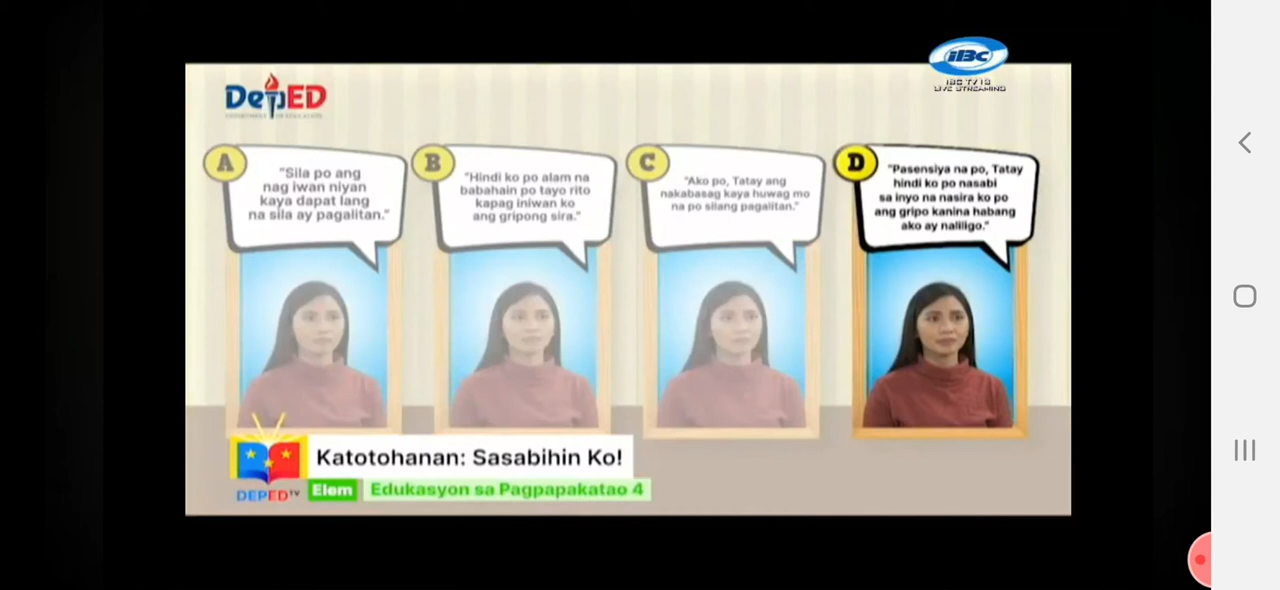 DepED
DEPARTMENT OF EDUCATION
iBC
IBC TV13
LIVE STREAMING
A
"Sila po ang
nag iwan niyan
kaya dapat lang
na sila ay pagalitan."
B
"Hindi ko po alam na
babahain po tayo rito
kapag iniwan ko
ang gripong sira."
C
"Ako po, Tatay ang
nakabasag kaya huwag mo
na po silang pagalitan."
D
"Pasensiya na po, Tatay
hindi ko po nasabi
sa inyo na nasira ko po
ang gripo kanina habang
ako ay naliligo."
Katotohanan: Sasabihin Ko!
DEPED TV
Elem
Edukasyon sa Pagpapakatao 4